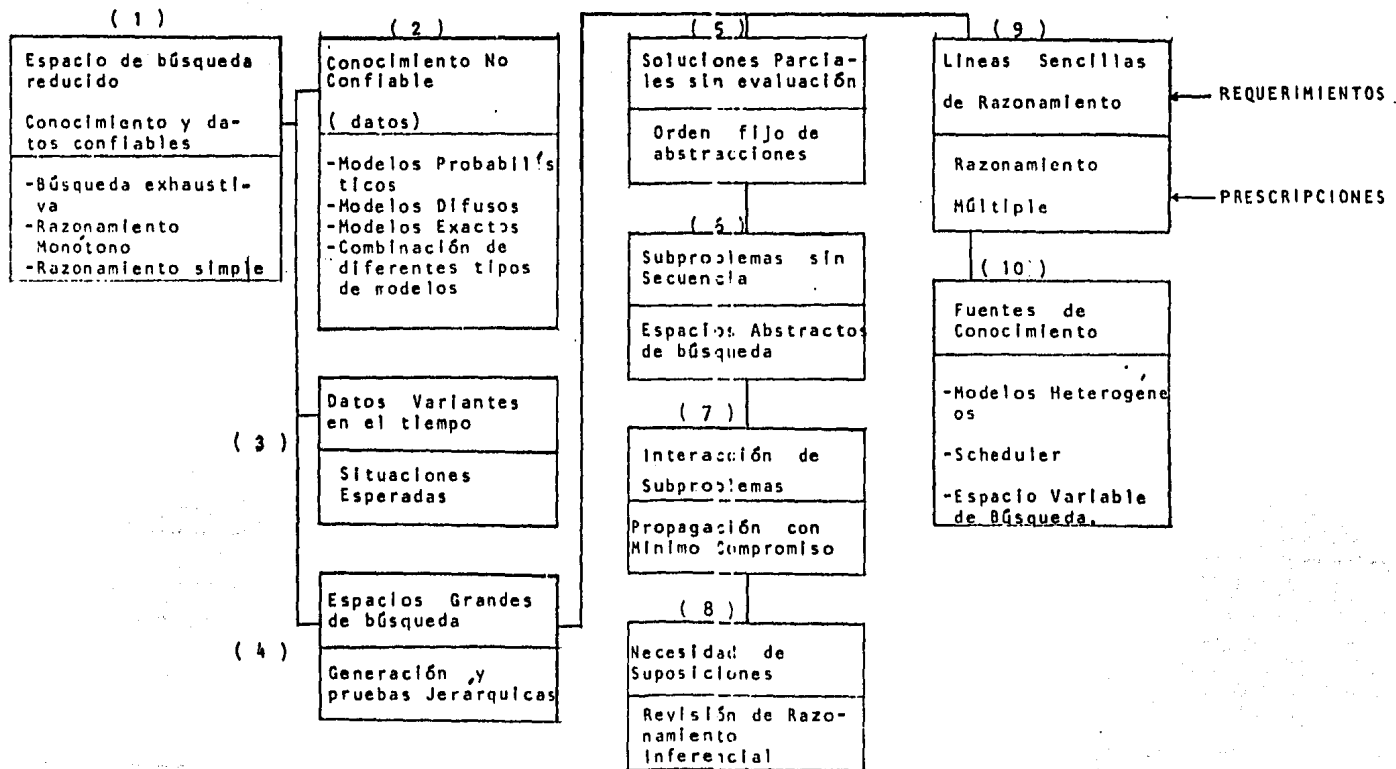 ( 1 )
Espacio de búsqueda
reducido
Conocimiento y da-
tos confiables
-Búsqueda exhausti-
va
-Razonamiento
Monótono
-Razonamiento simple
( 2 )
Conocimiento No
Confiable
( datos)
-Modelos Probabilís
ticos
-Modelos Difusos
-Modelos Exactos
-Combinación de
diferentes tipos
de modelos
( 3 )
Datos Variantes
en el tiempo
Situaciones
Esperadas
( 4 )
Espacios Grandes
de búsqueda
Generación y
pruebas Jerárquicas
( 5 )
Soluciones Parcia-
les sin evaluación
Orden fijo de
abstracciones
( 6 )
Subproblemas sin
Secuencia
Espacios Abstractos
de búsqueda
( 7 )
Interacción de
Subproblemas
Propagación con
Mínimo Compromiso
( 8 )
Necesidad de
Suposiciones
Revisión de Razo-
namiento
Inferencial
( 9 )
Líneas Sencillas
de Razonamiento
Razonamiento
Múltiple
REQUERIMIENTOS
PRESCRIPCIONES
( 10 )
Fuentes de
Conocimiento
-Modelos Heterogéne
os
-Scheduler
-Espacio Variable
de Búsqueda.